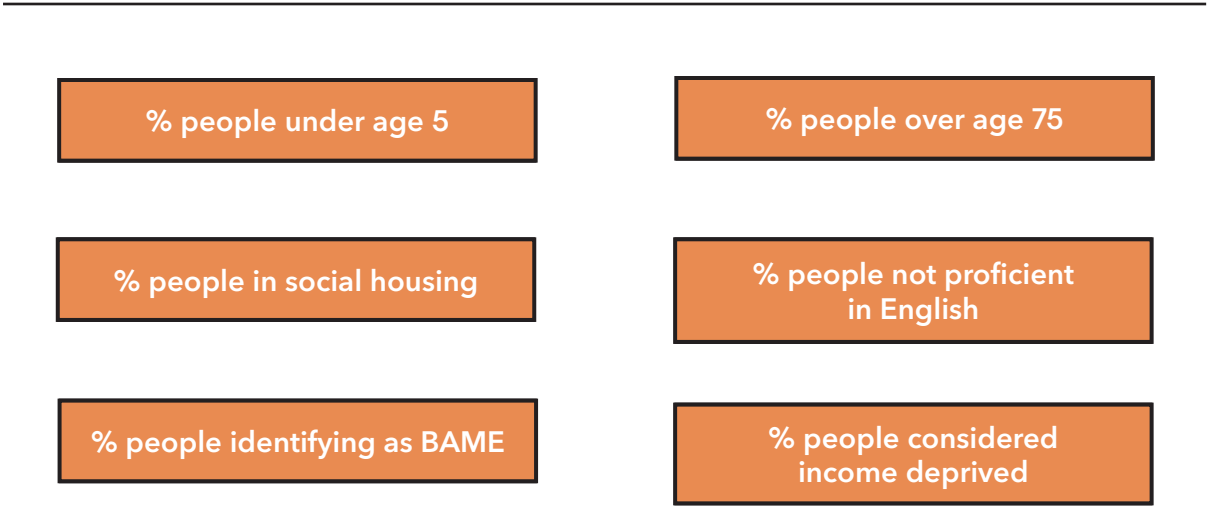 % people under age 5
% people over age 75
% people in social housing
% people not proficient
in English
% people identifying as BAME
% people considered
income deprived